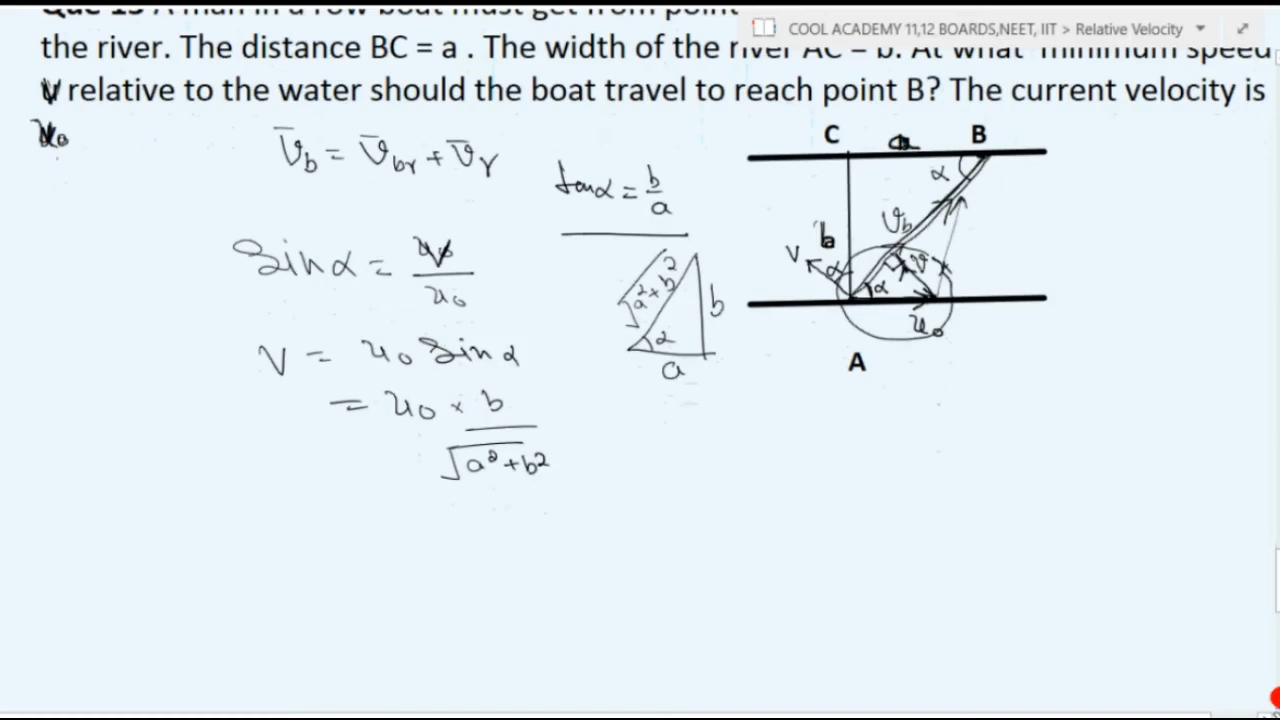 COOL ACADEMY 11,12 BOARDS,NEET, IIT > Relative Velocity
the river. The distance BC = a . The width of the river AC = b. At what minimum speed
V relative to the water should the boat travel to reach point B? The current velocity is
u₀
V̄b = V̄br + V̄r
tanα = b/a
Sinα = V/u₀
V = u₀ Sinα
= u₀ × b/√a²+b²
√a²+b²
b
α
a
C
a
B
α
b
Vb
V
α
V
α
u₀
A